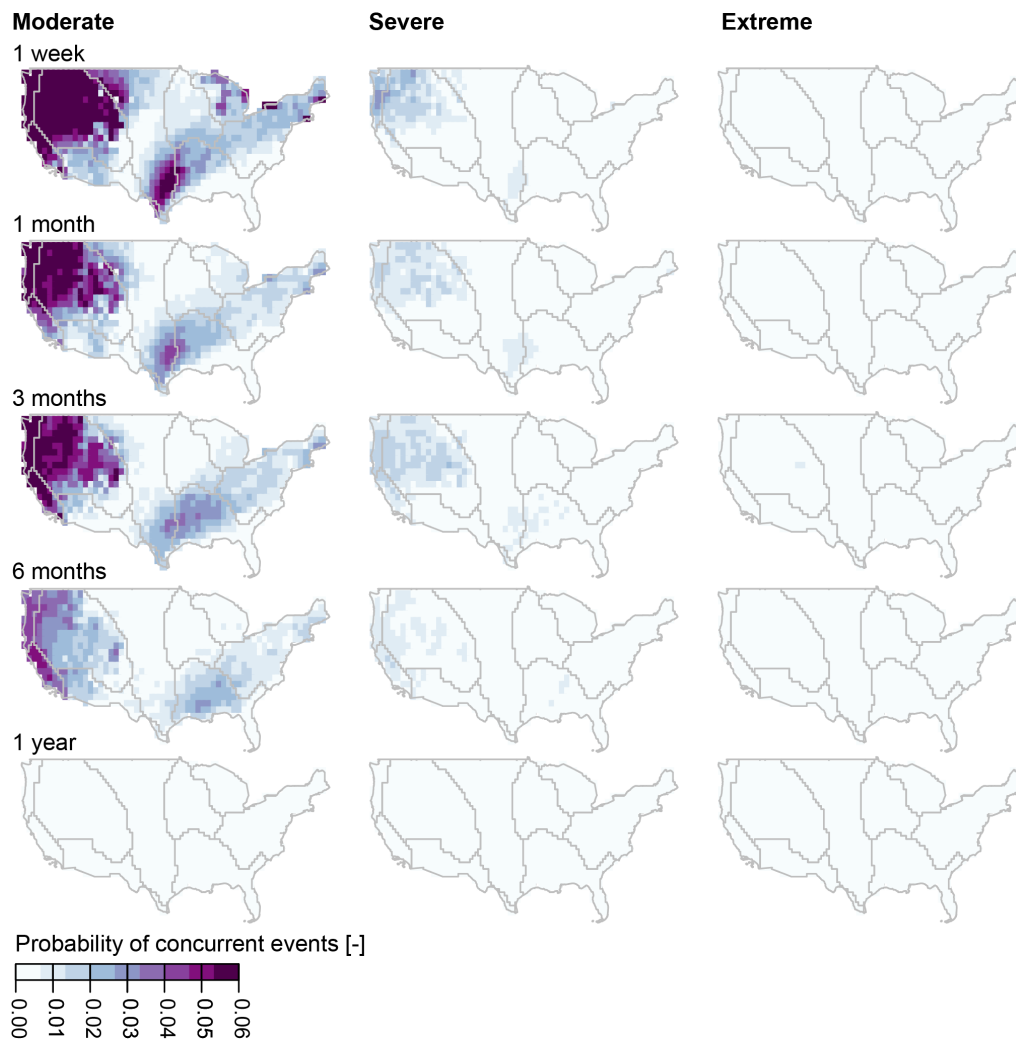 Moderate Severe Extreme
1 week
1 month
3 months
6 months
1 year
Probability of concurrent events [-]
0.00 0.01 0.02 0.03 0.04 0.05 0.06